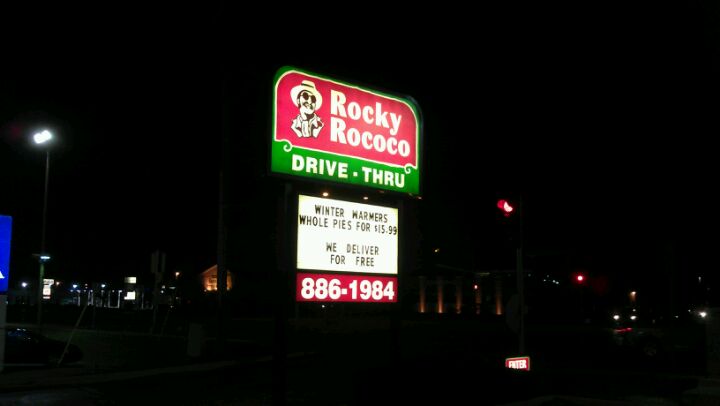 Rocky
Rococo
DRIVE - THRU
WINTER WARMERS
WHOLE PIES FOR $15.99
WE DELIVER
FOR FREE
886-1984
ENTER